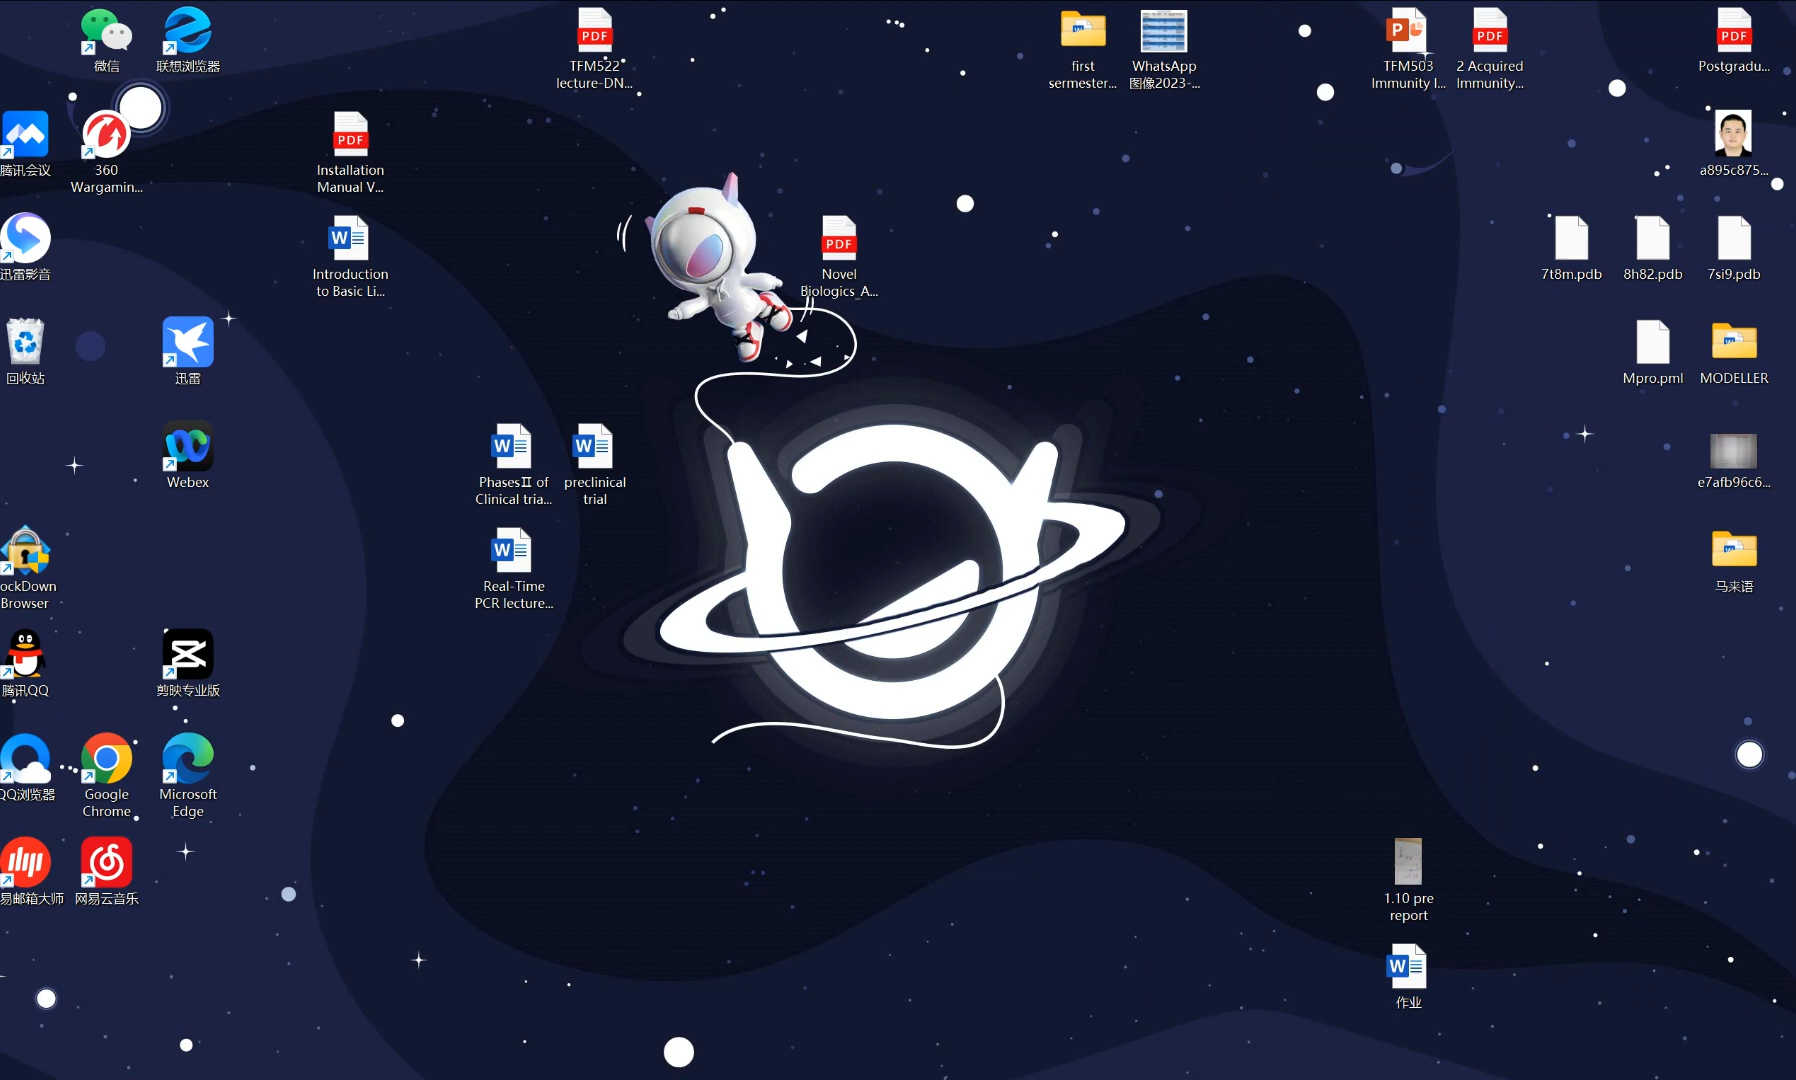 微信
联想浏览器
TFM522
lecture-DN...
first
sermester...
WhatsApp
图像2023-...
TFM503
Immunity I...
2 Acquired
Immunity...
Postgradu...
腾讯会议
360
Wargamin...
Installation
Manual V...
a895c875...
迅雷影音
Introduction
to Basic Li...
Novel
Biologics_A...
7t8m.pdb
8h82.pdb
7si9.pdb
回收站
迅雷
Mpro.pml
MODELLER
Webex
PhasesⅡ of
Clinical tria...
preclinical
trial
e7afb96c6...
ockDown
Browser
Real-Time
PCR lecture...
马来语
腾讯QQ
剪映专业版
QQ浏览器
Google
Chrome
Microsoft
Edge
易邮箱大师
网易云音乐
1.10 pre
report
作业